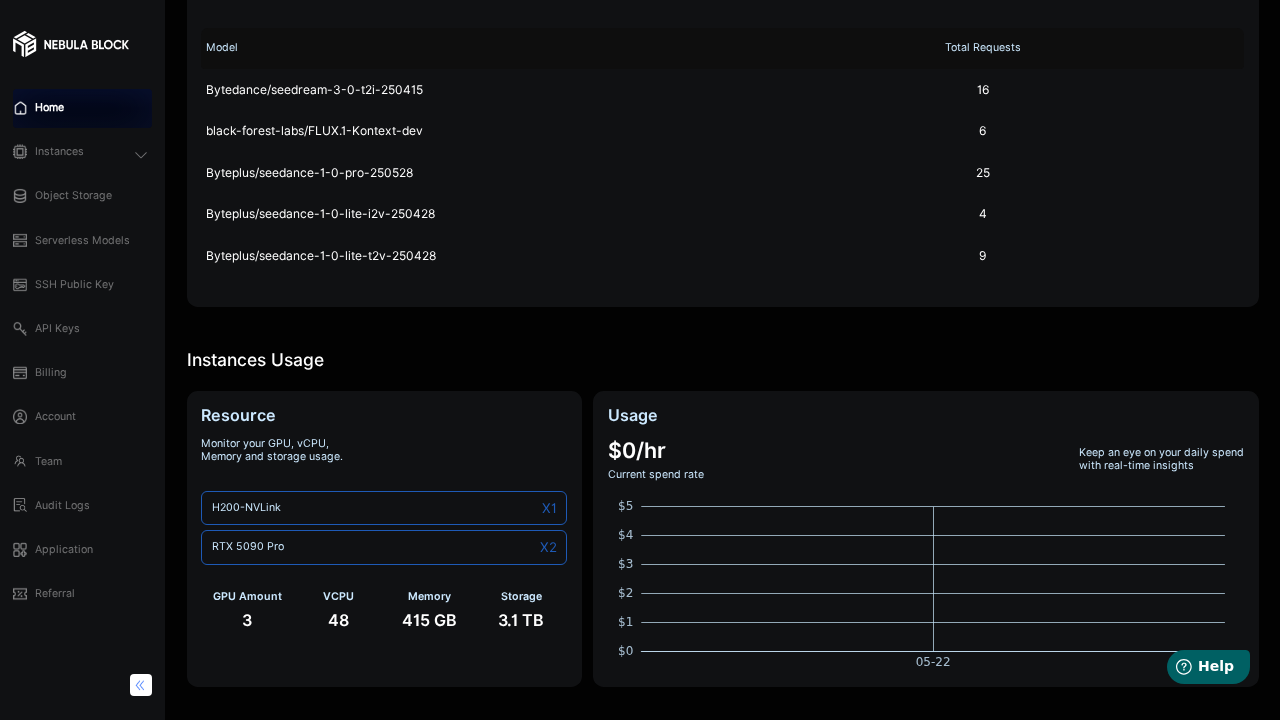 NEBULA BLOCK
Home
Instances
Object Storage
Serverless Models
SSH Public Key
API Keys
Billing
Account
Team
Audit Logs
Application
Referral
Model Total Requests
Bytedance/seedream-3-0-t2i-250415 16
black-forest-labs/FLUX.1-Kontext-dev 6
Byteplus/seedance-1-0-pro-250528 25
Byteplus/seedance-1-0-lite-i2v-250428 4
Byteplus/seedance-1-0-lite-t2v-250428 9
Instances Usage
Resource
Monitor your GPU, vCPU,
Memory and storage usage.
H200-NVLink X1
RTX 5090 Pro X2
GPU Amount VCPU Memory Storage
3 48 415 GB 3.1 TB
Usage
$0/hr
Current spend rate
Keep an eye on your daily spend
with real-time insights
$5
$4
$3
$2
$1
$0
05-22
Help